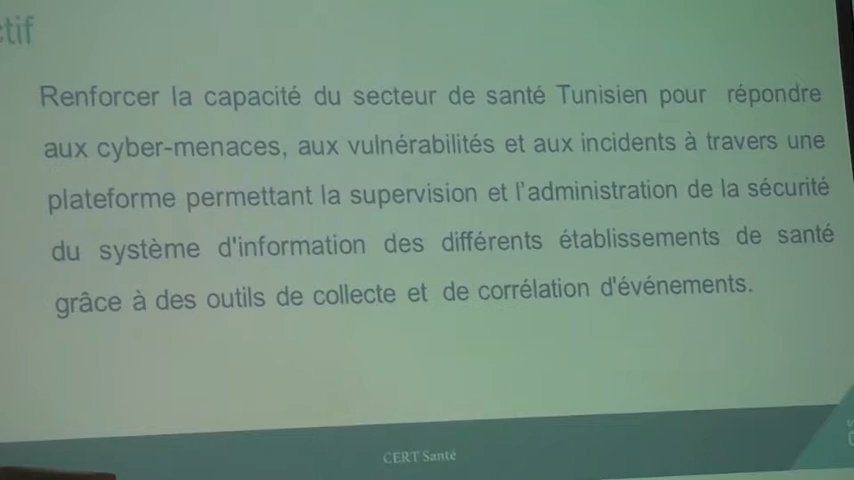 ctif
Renforcer la capacité du secteur de santé Tunisien pour répondre
aux cyber-menaces, aux vulnérabilités et aux incidents à travers une
plateforme permettant la supervision et l'administration de la sécurité
du système d'information des différents établissements de santé
grâce à des outils de collecte et de corrélation d'événements.
CERT Santé